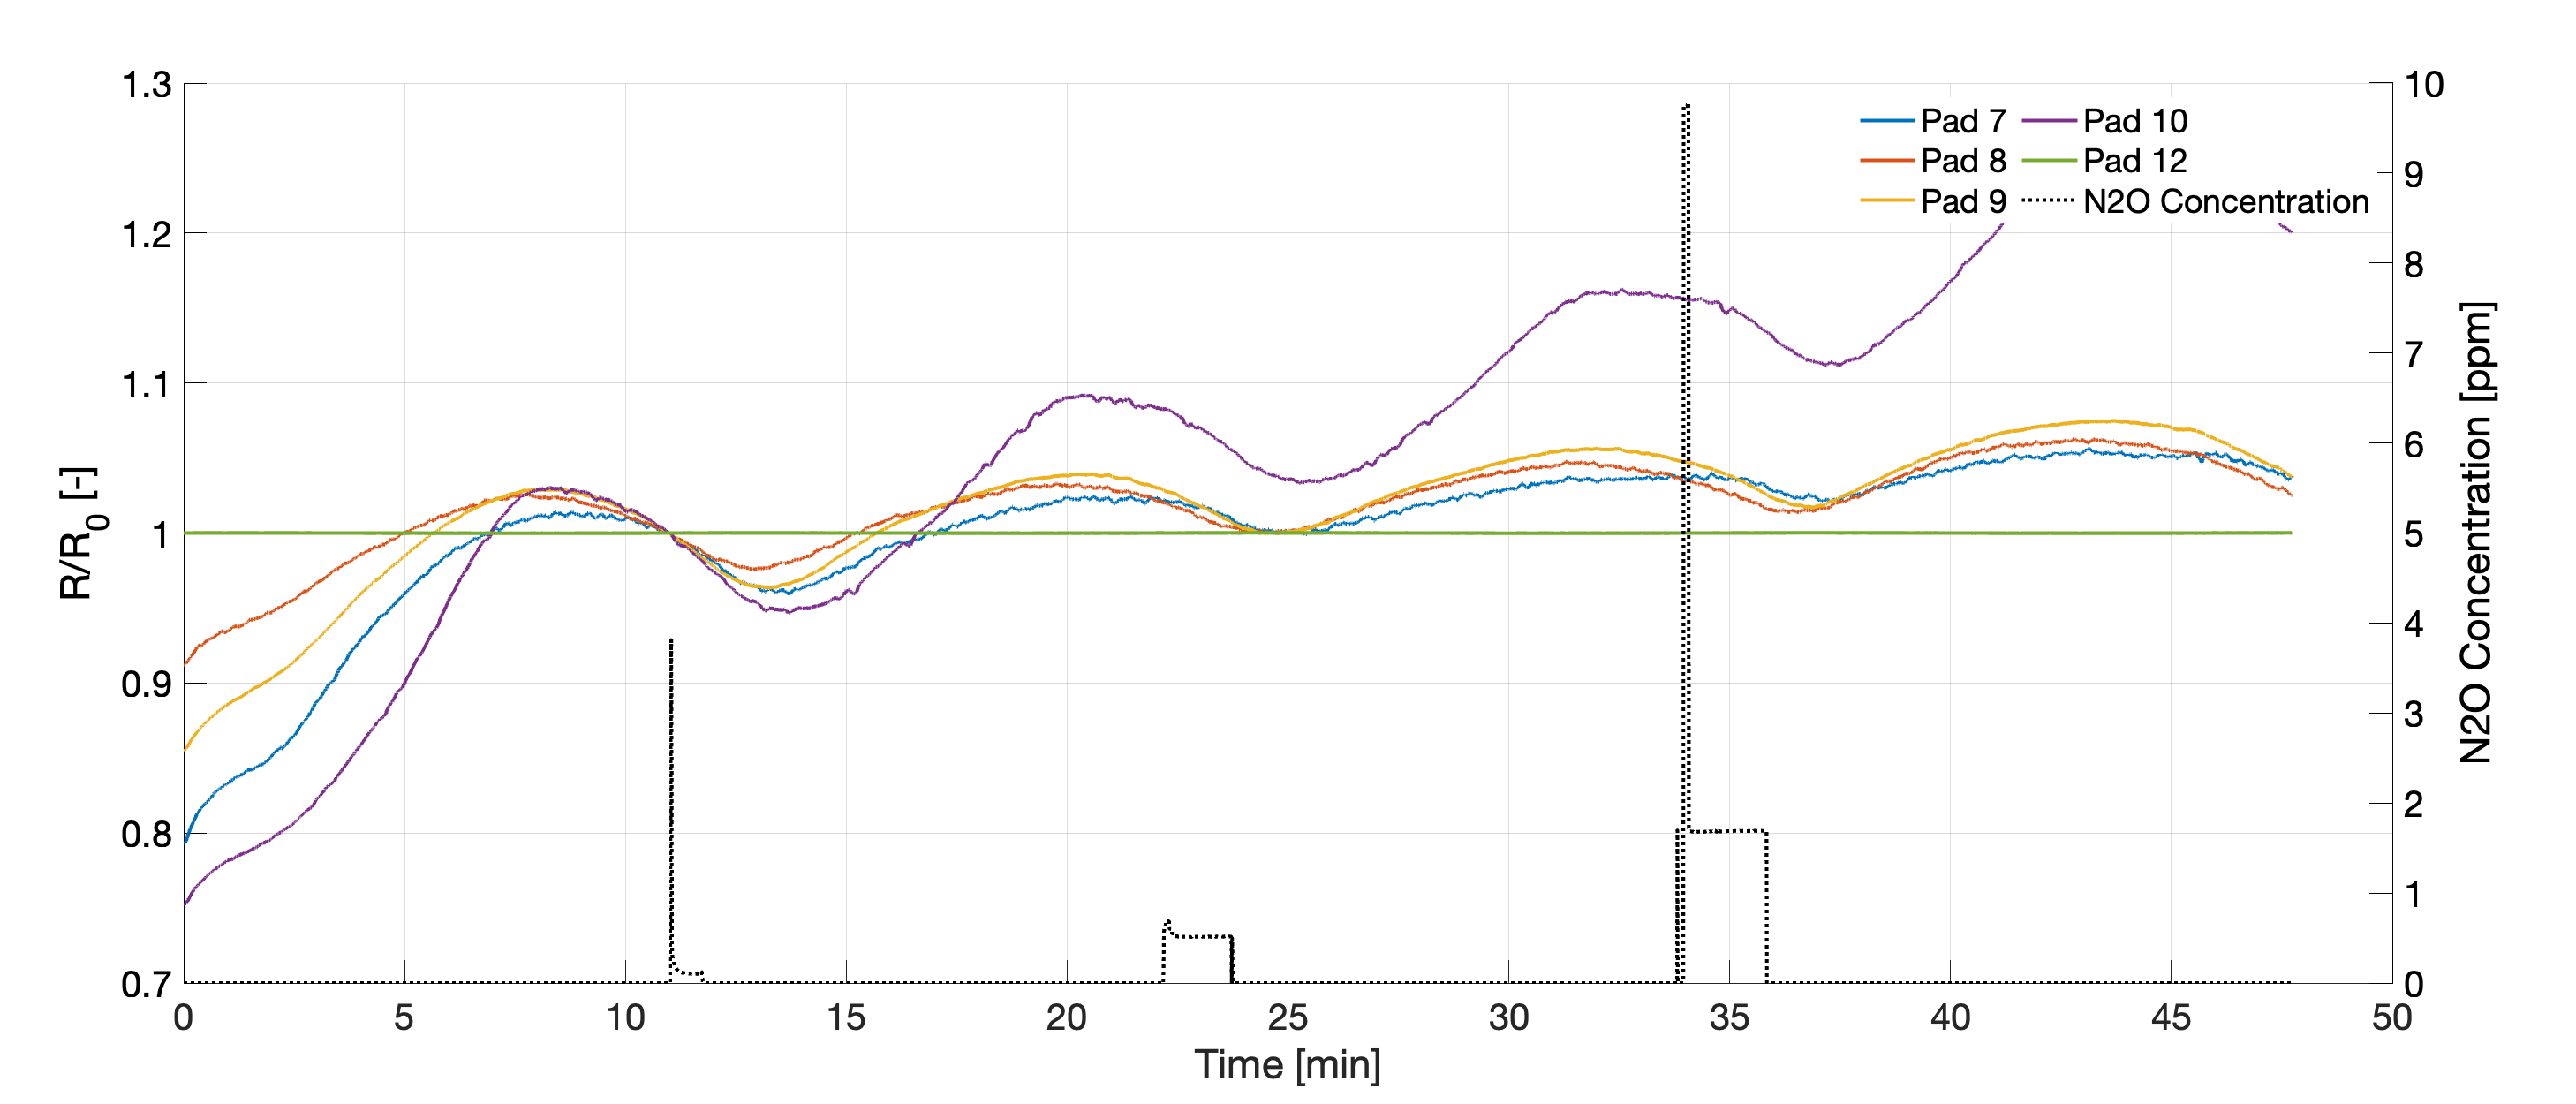 1.3
1.2
1.1
1
0.9
0.8
0.7
R/R0 [-]
10
9
8
7
6
5
4
3
2
1
0
N2O Concentration [ppm]
Pad 7 Pad 10
Pad 8 Pad 12
Pad 9 N2O Concentration
0 5 10 15 20 25 30 35 40 45 50
Time [min]